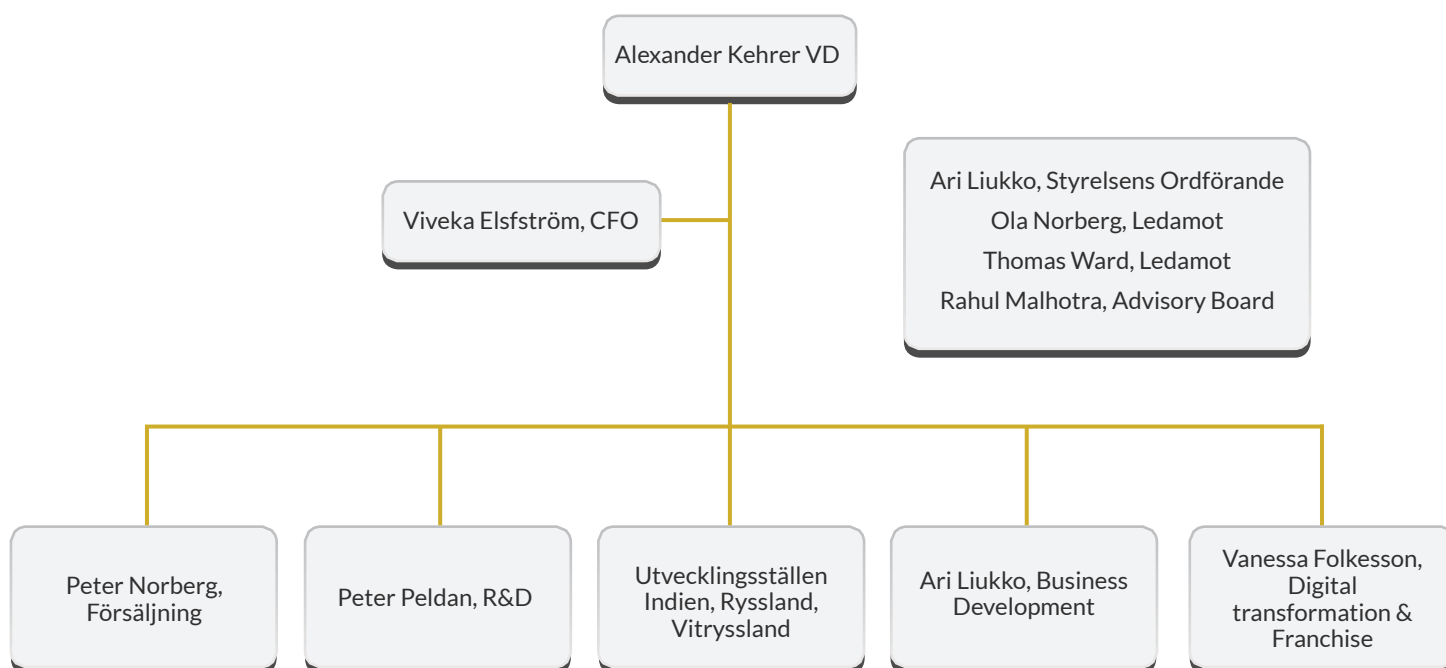 Alexander Kehrer VD
Ari Liukko, Styrelsens Ordförande
Ola Norberg, Ledamot
Thomas Ward, Ledamot
Rahul Malhotra, Advisory Board
Viveka Elsfström, CFO
Peter Norberg,
Försäljning
Peter Peldan, R&D
Utvecklingsställen
Indien, Ryssland,
Vitryssland
Ari Liukko, Business
Development
Vanessa Folkesson,
Digital
transformation &
Franchise